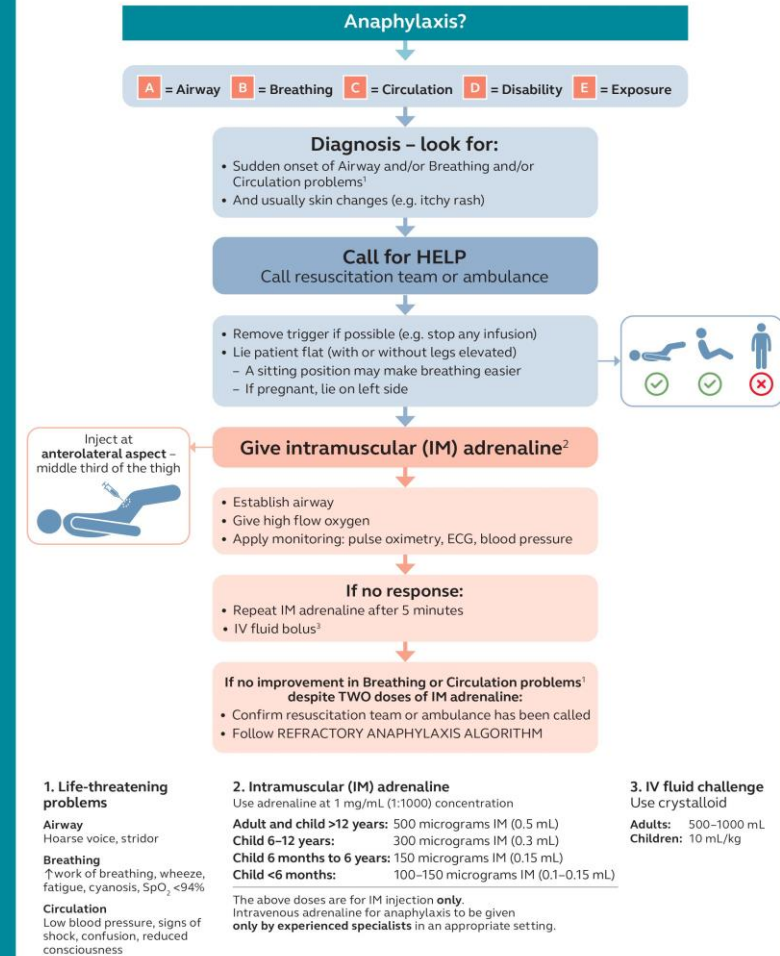 Anaphylaxis?
A = Airway B = Breathing C = Circulation D = Disability E = Exposure
Diagnosis – look for:
• Sudden onset of Airway and/or Breathing and/or
Circulation problems¹
• And usually skin changes (e.g. itchy rash)
Call for HELP
Call resuscitation team or ambulance
• Remove trigger if possible (e.g. stop any infusion)
• Lie patient flat (with or without legs elevated)
– A sitting position may make breathing easier
– If pregnant, lie on left side
Inject at
anterolateral aspect –
middle third of the thigh
Give intramuscular (IM) adrenaline²
• Establish airway
• Give high flow oxygen
• Apply monitoring: pulse oximetry, ECG, blood pressure
If no response:
• Repeat IM adrenaline after 5 minutes
• IV fluid bolus³
If no improvement in Breathing or Circulation problems¹
despite TWO doses of IM adrenaline:
• Confirm resuscitation team or ambulance has been called
• Follow REFRACTORY ANAPHYLAXIS ALGORITHM
1. Life-threatening
problems
Airway
Hoarse voice, stridor
Breathing
↑work of breathing, wheeze,
fatigue, cyanosis, SpO₂ <94%
Circulation
Low blood pressure, signs of
shock, confusion, reduced
consciousness
2. Intramuscular (IM) adrenaline
Use adrenaline at 1 mg/mL (1:1000) concentration
Adult and child >12 years: 500 micrograms IM (0.5 mL)
Child 6–12 years: 300 micrograms IM (0.3 mL)
Child 6 months to 6 years: 150 micrograms IM (0.15 mL)
Child <6 months: 100–150 micrograms IM (0.1–0.15 mL)
The above doses are for IM injection only.
Intravenous adrenaline for anaphylaxis to be given
only by experienced specialists in an appropriate setting.
3. IV fluid challenge
Use crystalloid
Adults: 500–1000 mL
Children: 10 mL/kg